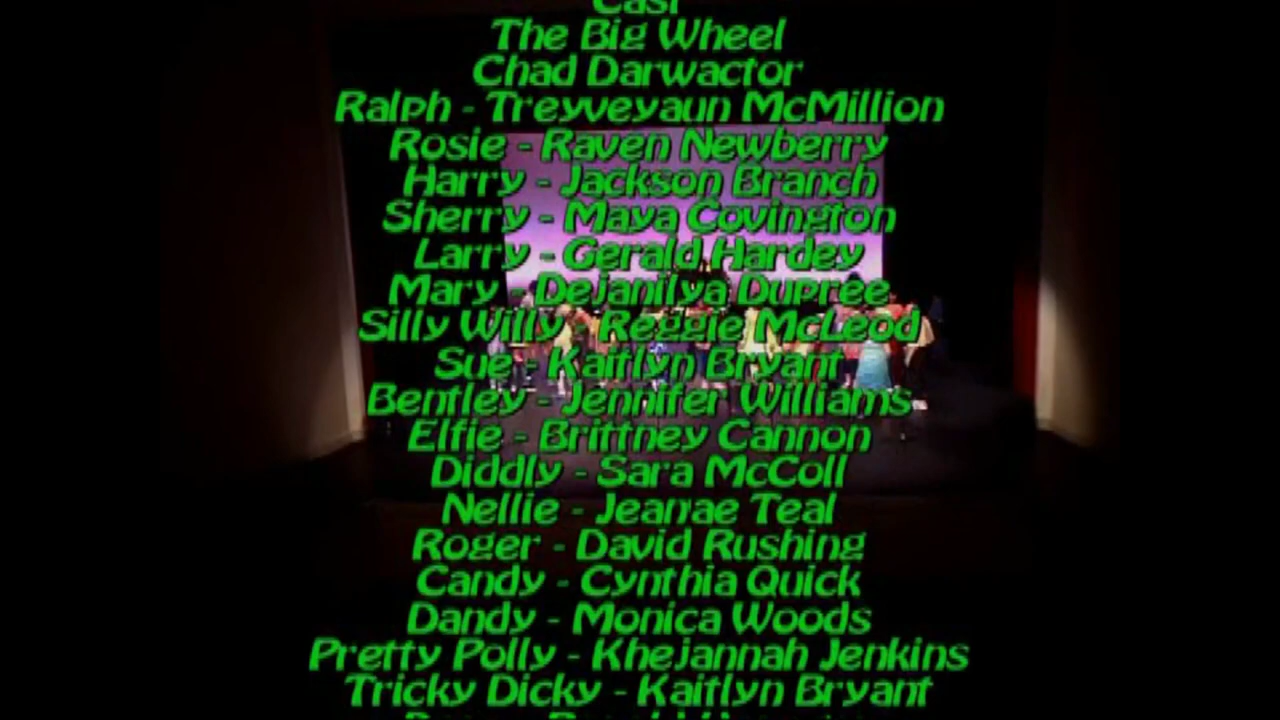 Cast
The Big Wheel
Chad Darwactor
Ralph - Treyveyaun McMillion
Rosie - Raven Newberry
Harry - Jackson Branch
Sherry - Maya Covington
Larry - Gerald Hardey
Mary - Dejanilya Dupree
Silly Willy - Reggie McLeod
Sue - Kaitlyn Bryant
Bentley - Jennifer Williams
Elfie - Brittney Cannon
Diddly - Sara McColl
Nellie - Jeanae Teal
Roger - David Rushing
Candy - Cynthia Quick
Dandy - Monica Woods
Pretty Polly - Khejannah Jenkins
Tricky Dicky - Kaitlyn Bryant